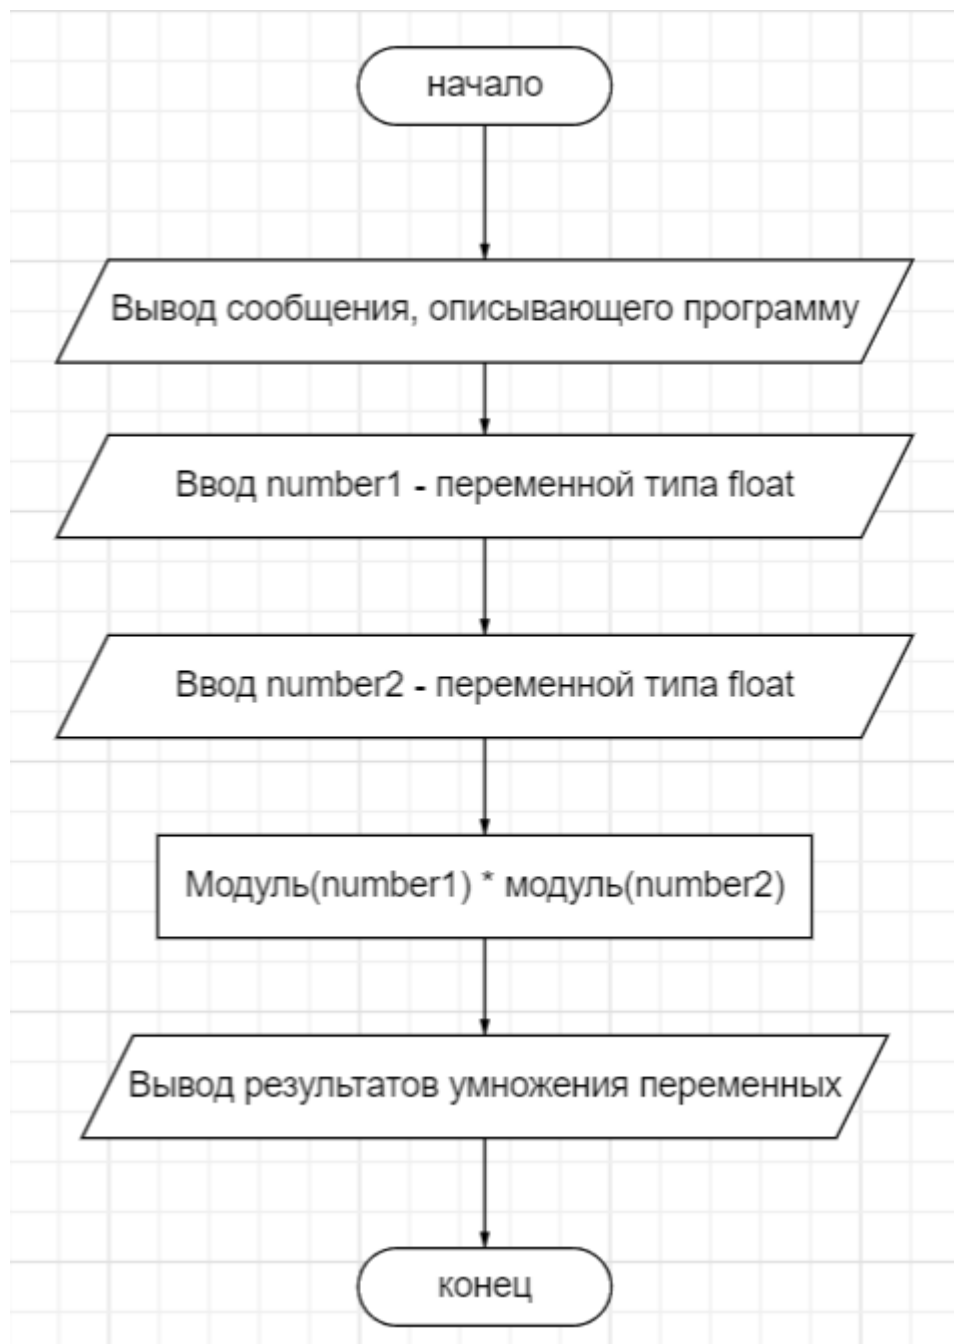 начало
Вывод сообщения, описывающего программу
Ввод number1 - переменной типа float
Ввод number2 - переменной типа float
Модуль(number1) * модуль(number2)
Вывод результатов умножения переменных
конец